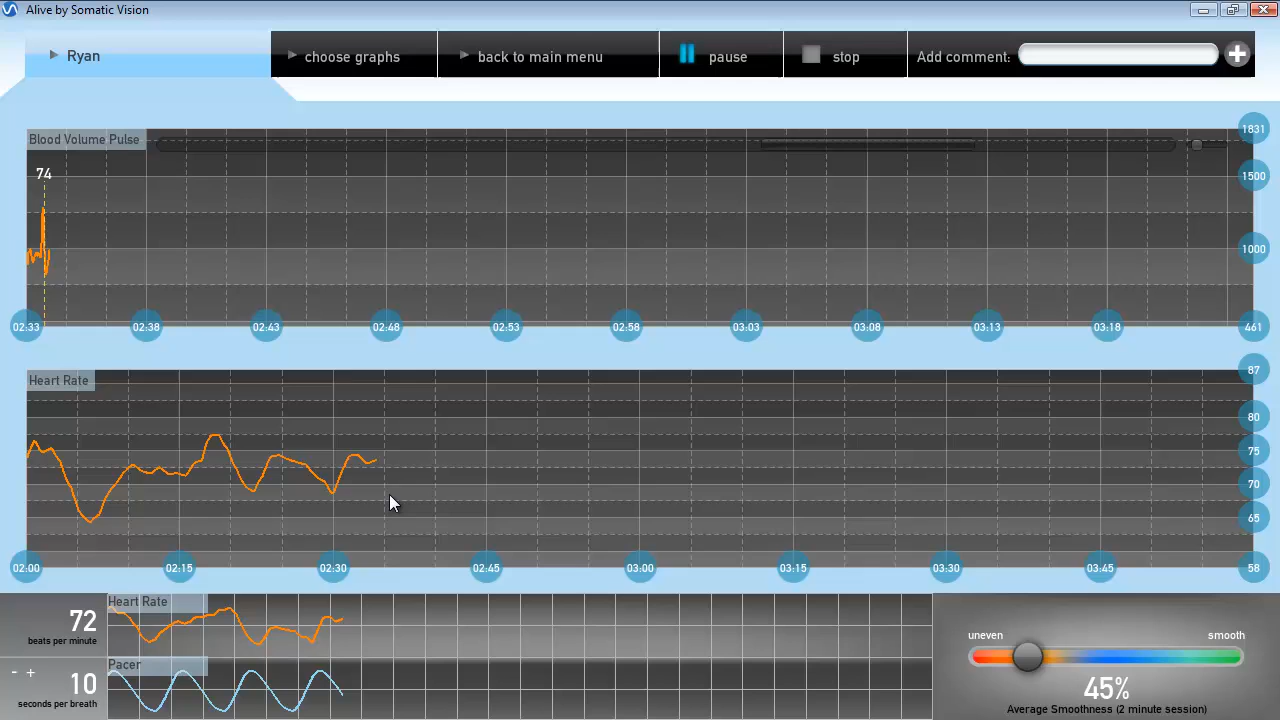 Alive by Somatic Vision
Ryan
choose graphs
back to main menu
pause
stop
Add comment:
Blood Volume Pulse
1831
74
1500
1000
02:33
02:38
02:43
02:48
02:53
02:58
03:03
03:08
03:13
03:18
461
Heart Rate
87
80
75
70
65
02:00
02:15
02:30
02:45
03:00
03:15
03:30
03:45
58
Heart Rate
72
beats per minute
Pacer
- +
10
seconds per breath
uneven
smooth
45%
Average Smoothness (2 minute session)